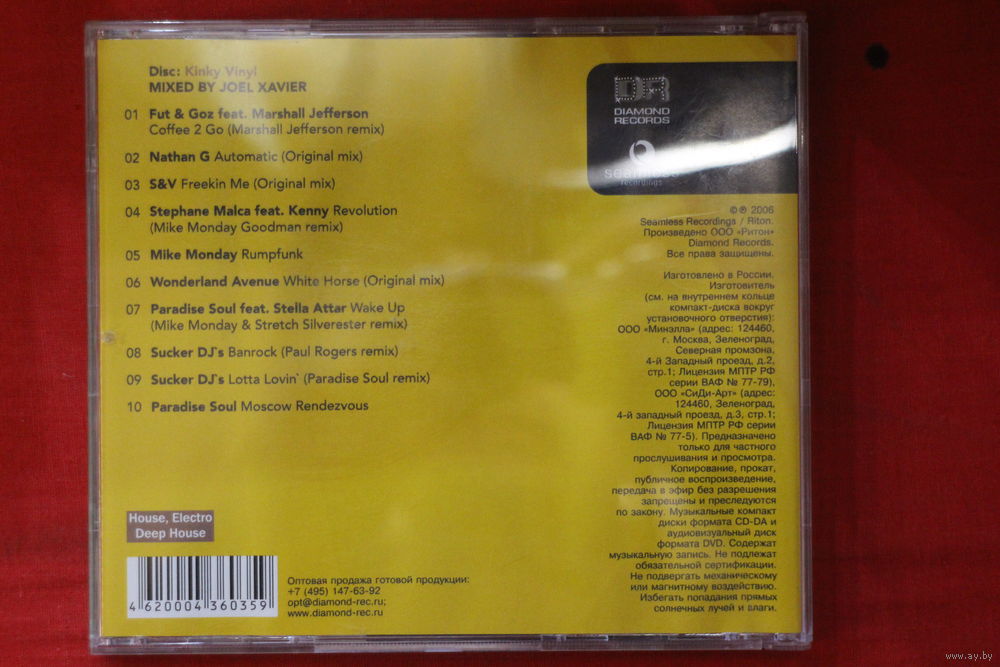 Disc: Kinky Vinyl
MIXED BY JOEL XAVIER
01 Fut & Goz feat. Marshall Jefferson
Coffee 2 Go (Marshall Jefferson remix)
02 Nathan G Automatic (Original mix)
03 S&V Freekin Me (Original mix)
04 Stephane Malca feat. Kenny Revolution
(Mike Monday Goodman remix)
05 Mike Monday Rumpfunk
06 Wonderland Avenue White Horse (Original mix)
07 Paradise Soul feat. Stella Attar Wake Up
(Mike Monday & Stretch Silverester remix)
08 Sucker DJ`s Banrock (Paul Rogers remix)
09 Sucker DJ`s Lotta Lovin` (Paradise Soul remix)
10 Paradise Soul Moscow Rendezvous
House, Electro
Deep House
4 620004 360359
Оптовая продажа готовой продукции:
+7 (495) 147-63-92
opt@diamond-rec.ru;
www.diamond-rec.ru
DR
DIAMOND
RECORDS
seamless
recordings
©℗ 2006
Seamless Recordings / Riton.
Произведено ООО «Ритон»
Diamond Records.
Все права защищены.
Изготовлено в России.
Изготовитель
(см. на внутреннем кольце
компакт-диска вокруг
установочного отверстия):
ООО «Минэлла» (адрес: 124460,
г. Москва, Зеленоград,
Северная промзона,
4-й Западный проезд, д.2,
стр.1; Лицензия МПТР РФ
серии ВАФ № 77-79),
ООО «СиДи-Арт» (адрес:
124460, Зеленоград,
4-й западный проезд, д.3, стр.1;
Лицензия МПТР РФ серии
ВАФ № 77-5). Предназначено
только для частного
прослушивания и просмотра.
Копирование, прокат,
публичное воспроизведение,
передача в эфир без разрешения
запрещены и преследуются
по закону. Музыкальные компакт
диски формата CD-DA и
аудиовизуальный диск
формата DVD. Содержат
музыкальную запись. Не подлежат
обязательной сертификации.
Не подвергать механическому
или магнитному воздействию.
Избегать попадания прямых
солнечных лучей и влаги.
www.ay.by